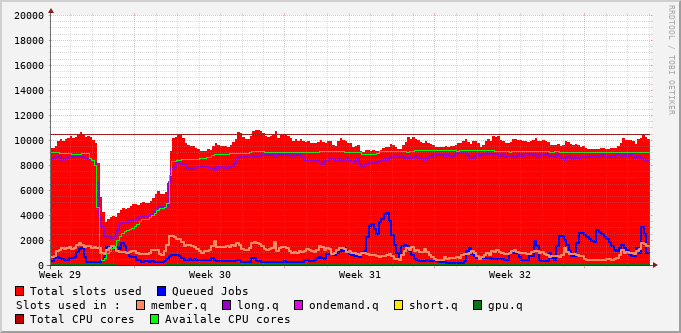 20000
18000
16000
14000
12000
10000
8000
6000
4000
2000
0
Week 29 Week 30 Week 31 Week 32
RRDTOOL / TOBI OETIKER
Total slots used Queued Jobs
Slots used in : member.q long.q ondemand.q short.q gpu.q
Total CPU cores Availale CPU cores